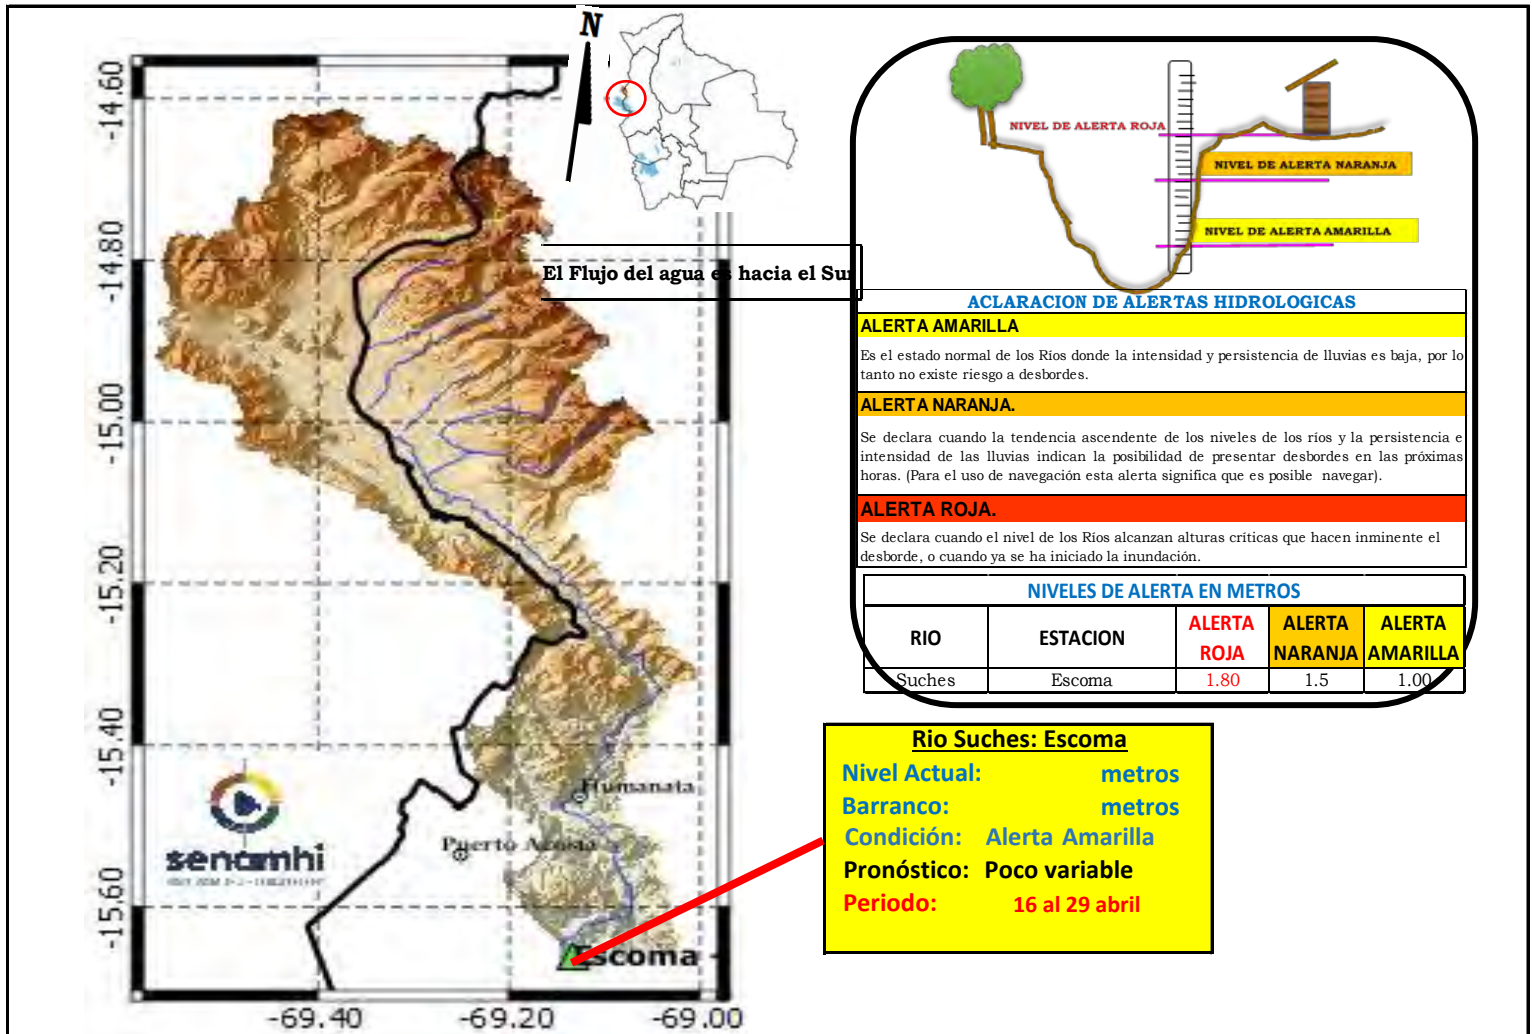 N
-14.60
-14.80
-15.00
-15.20
-15.40
-15.60
-69.40
-69.20
-69.00
El Flujo del agua es hacia el Sur
Humanata
Puerto Acosta
Escoma
senamhi
NIVEL DE ALERTA ROJA
NIVEL DE ALERTA NARANJA
NIVEL DE ALERTA AMARILLA
ACLARACION DE ALERTAS HIDROLOGICAS
ALERTA AMARILLA
Es el estado normal de los Ríos donde la intensidad y persistencia de lluvias es baja, por lo
tanto no existe riesgo a desbordes.
ALERTA NARANJA.
Se declara cuando la tendencia ascendente de los niveles de los ríos y la persistencia e
intensidad de las lluvias indican la posibilidad de presentar desbordes en las próximas
horas. (Para el uso de navegación esta alerta significa que es posible navegar).
ALERTA ROJA.
Se declara cuando el nivel de los Ríos alcanzan alturas críticas que hacen inminente el
desborde, o cuando ya se ha iniciado la inundación.
NIVELES DE ALERTA EN METROS
RIO ESTACION ALERTA ROJA ALERTA NARANJA ALERTA AMARILLA
Suches Escoma 1.80 1.5 1.00
Rio Suches: Escoma
Nivel Actual: metros
Barranco: metros
Condición: Alerta Amarilla
Pronóstico: Poco variable
Periodo: 16 al 29 abril